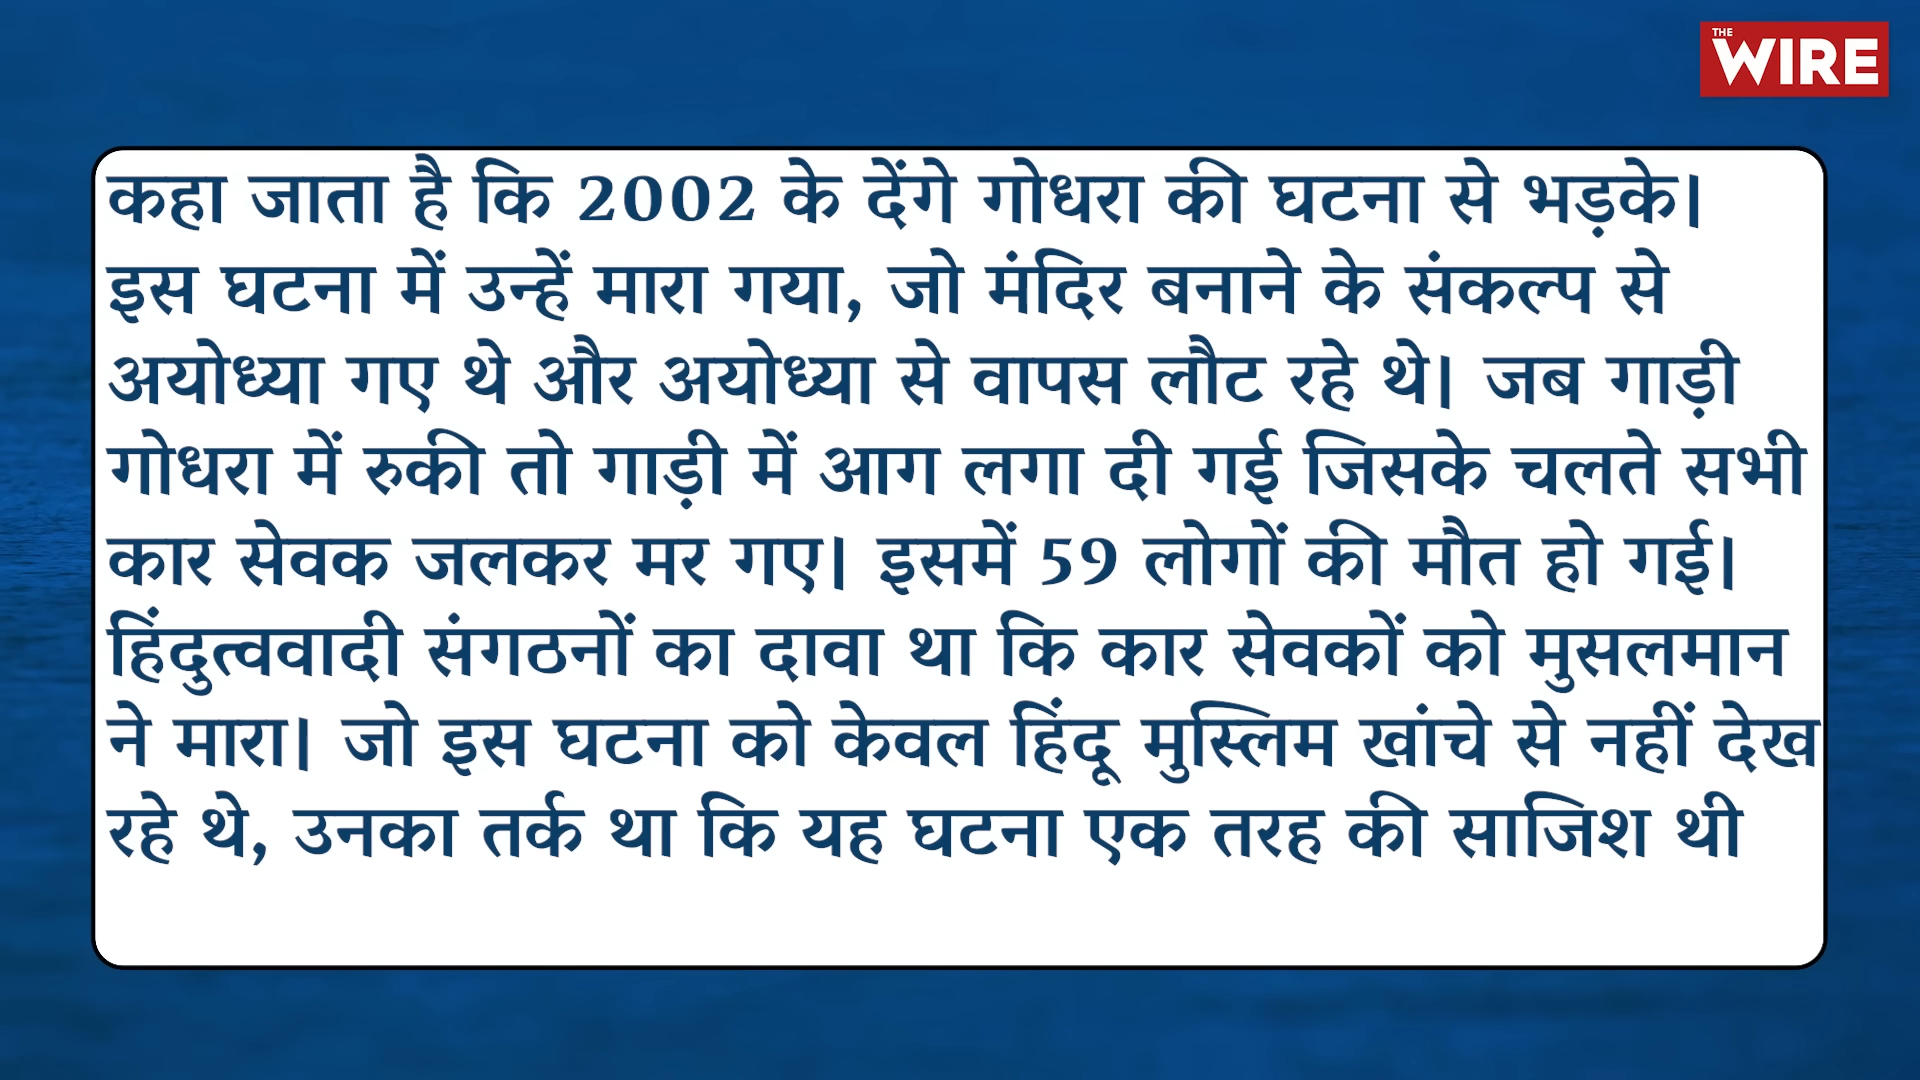 THE
WIRE
कहा जाता है कि 2002 के देंगे गोधरा की घटना से भड़के।
इस घटना में उन्हें मारा गया, जो मंदिर बनाने के संकल्प से
अयोध्या गए थे और अयोध्या से वापस लौट रहे थे। जब गाड़ी
गोधरा में रुकी तो गाड़ी में आग लगा दी गई जिसके चलते सभी
कार सेवक जलकर मर गए। इसमें 59 लोगों की मौत हो गई।
हिंदुत्ववादी संगठनों का दावा था कि कार सेवकों को मुसलमान
ने मारा। जो इस घटना को केवल हिंदू मुस्लिम खांचे से नहीं देख
रहे थे, उनका तर्क था कि यह घटना एक तरह की साजिश थी